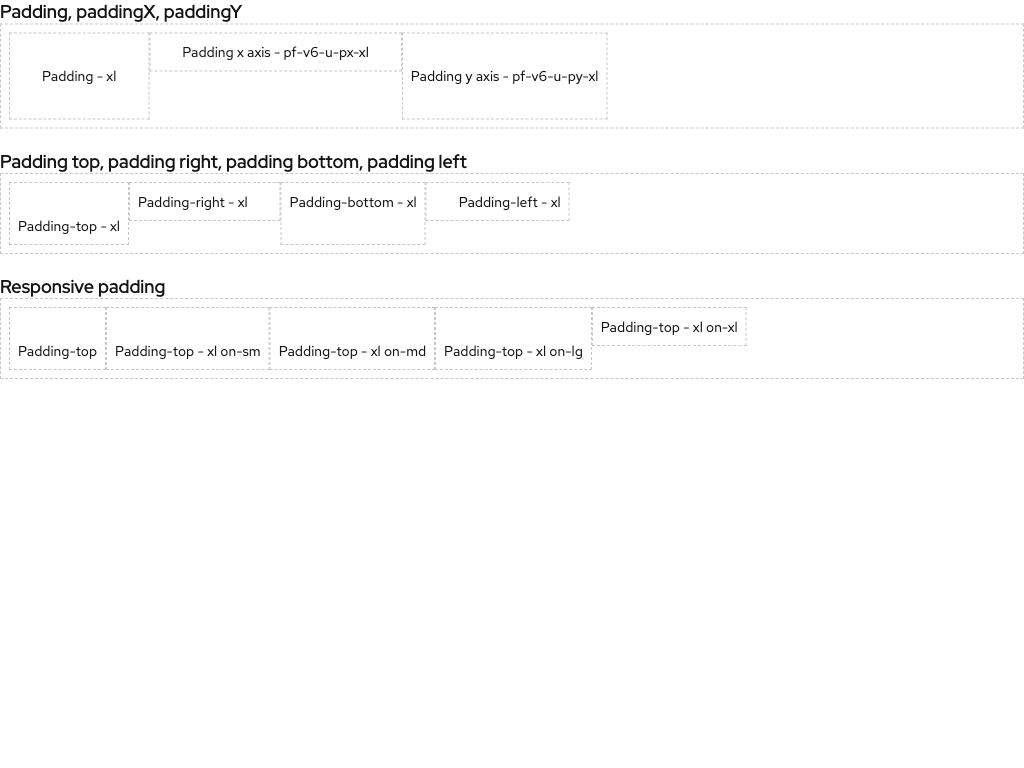 Padding, paddingX, paddingY
Padding - xl
Padding x axis - pf-v6-u-px-xl
Padding y axis - pf-v6-u-py-xl
Padding top, padding right, padding bottom, padding left
Padding-top - xl
Padding-right - xl
Padding-bottom - xl
Padding-left - xl
Responsive padding
Padding-top
Padding-top - xl on-sm
Padding-top - xl on-md
Padding-top - xl on-lg
Padding-top - xl on-xl